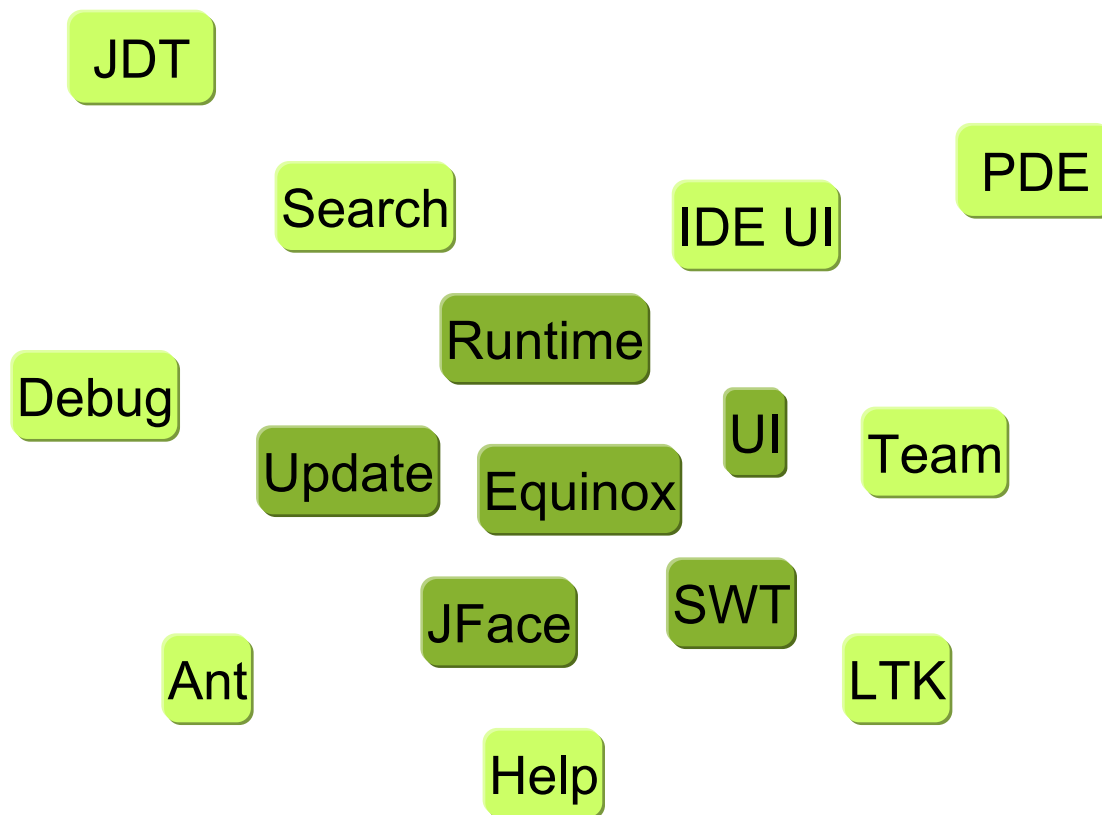 JDT
PDE
Search
IDE UI
Runtime
Debug
UI
Team
Update
Equinox
SWT
JFace
Ant
LTK
Help